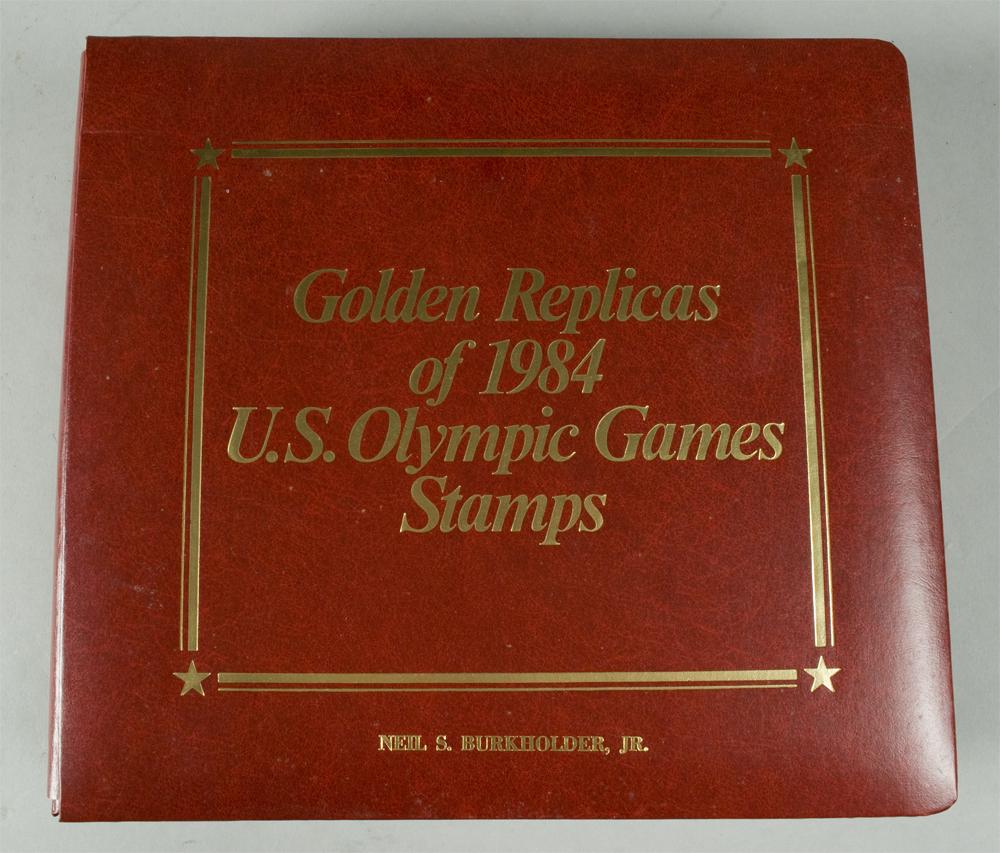 Golden Replicas
of 1984
U.S. Olympic Games
Stamps
NEIL S. BURKHOLDER, JR.